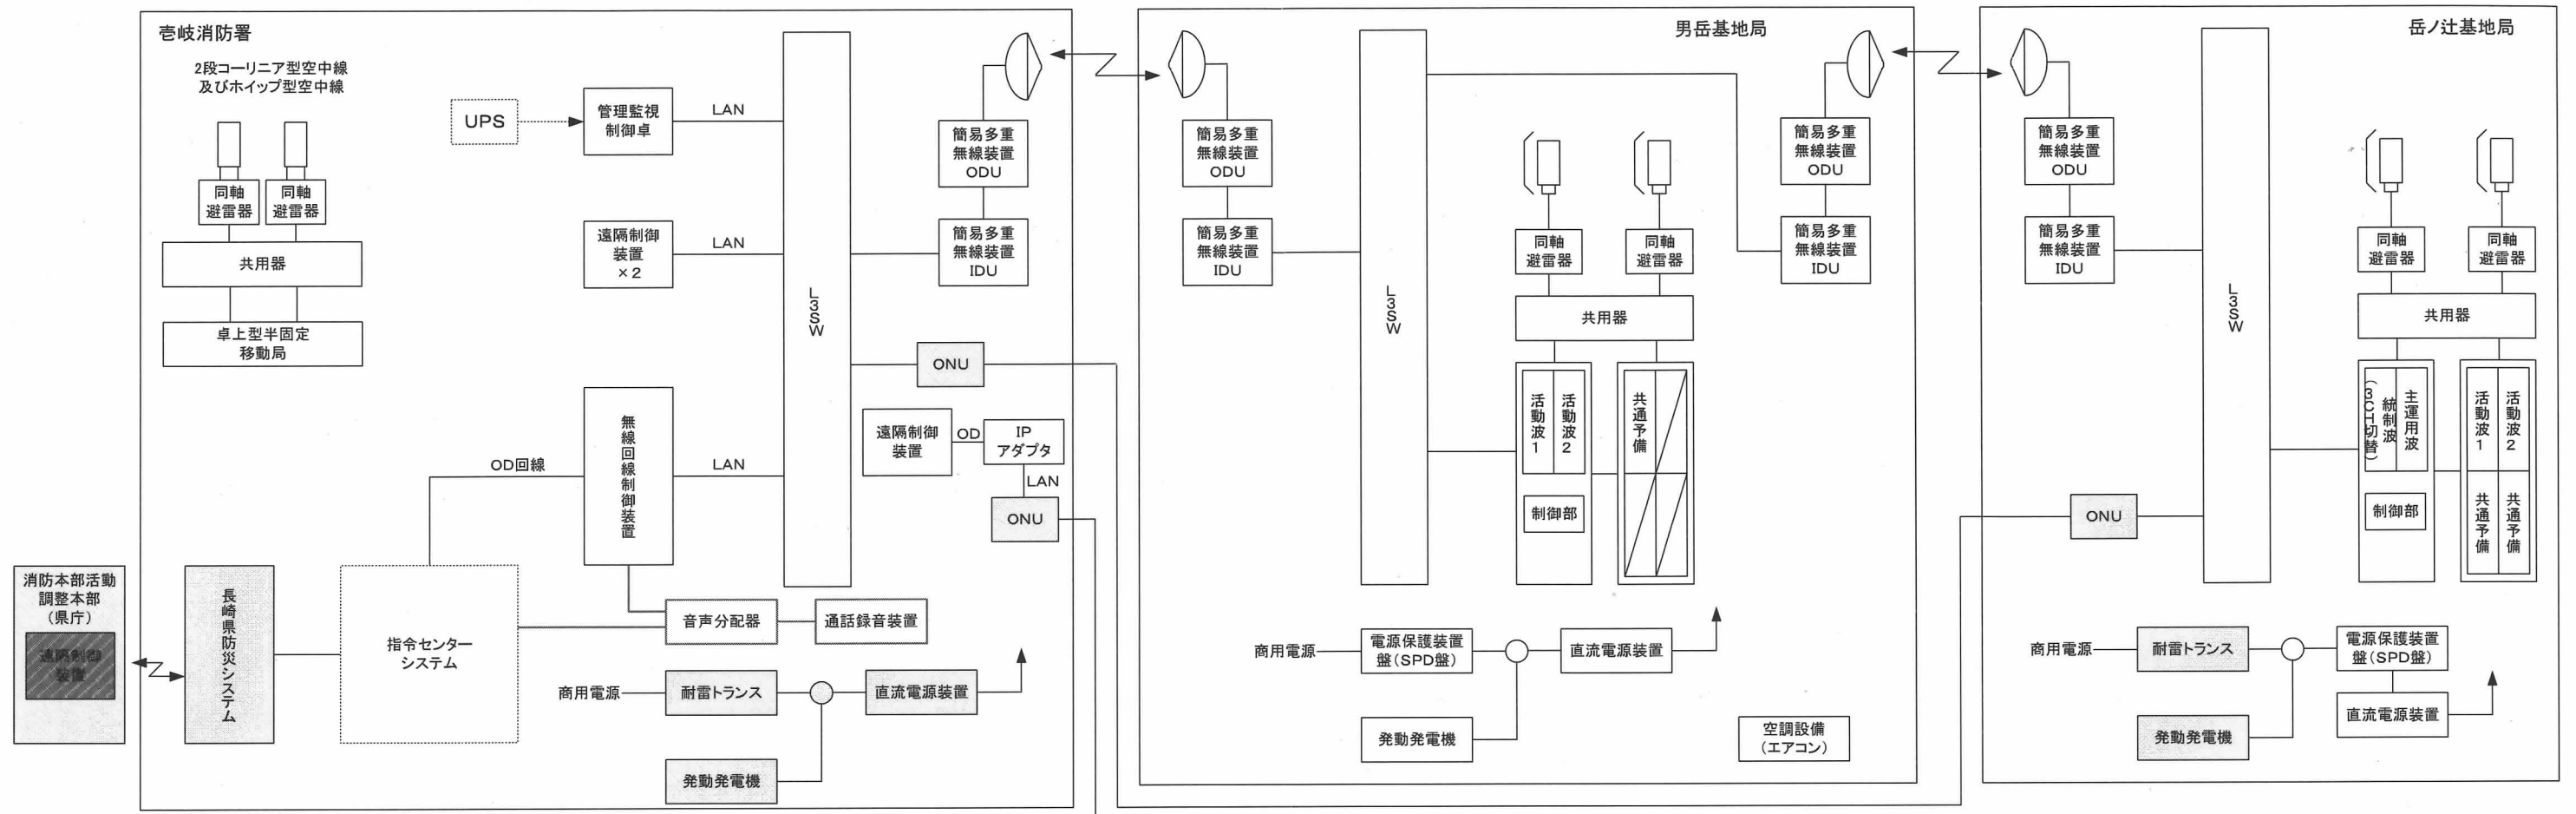 壱岐消防署
2段コーリニア型空中線
及びホイップ型空中線
同軸
避雷器
同軸
避雷器
共用器
卓上型半固定
移動局
UPS
管理監視
制御卓
LAN
遠隔制御
装置
×2
LAN
L3SW
簡易多重
無線装置
ODU
簡易多重
無線装置
IDU
ONU
無線回線制御装置
OD回線
LAN
遠隔制御
装置
OD
IP
アダプタ
LAN
ONU
消防本部活動
調整本部
(県庁)
遠隔制御
装置
長崎県防災システム
指令センター
システム
音声分配器
通話録音装置
商用電源
耐雷トランス
直流電源装置
発動発電機
男岳基地局
簡易多重
無線装置
ODU
簡易多重
無線装置
IDU
L3SW
同軸
避雷器
同軸
避雷器
共用器
活動波1
活動波2
制御部
共通予備
簡易多重
無線装置
ODU
簡易多重
無線装置
IDU
商用電源
電源保護装置
盤(SPD盤)
直流電源装置
発動発電機
空調設備
(エアコン)
岳ノ辻基地局
簡易多重
無線装置
ODU
簡易多重
無線装置
IDU
L3SW
ONU
同軸
避雷器
同軸
避雷器
共用器
統制波
(3CH切替)
主運用波
制御部
活動波1
活動波2
共通予備
共通予備
商用電源
耐雷トランス
電源保護装置
盤(SPD盤)
直流電源装置
発動発電機